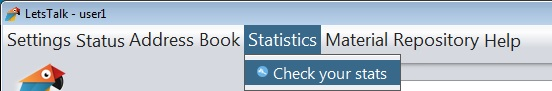 LetsTalk - user1
Settings Status Address Book Statistics Material Repository Help
Check your stats